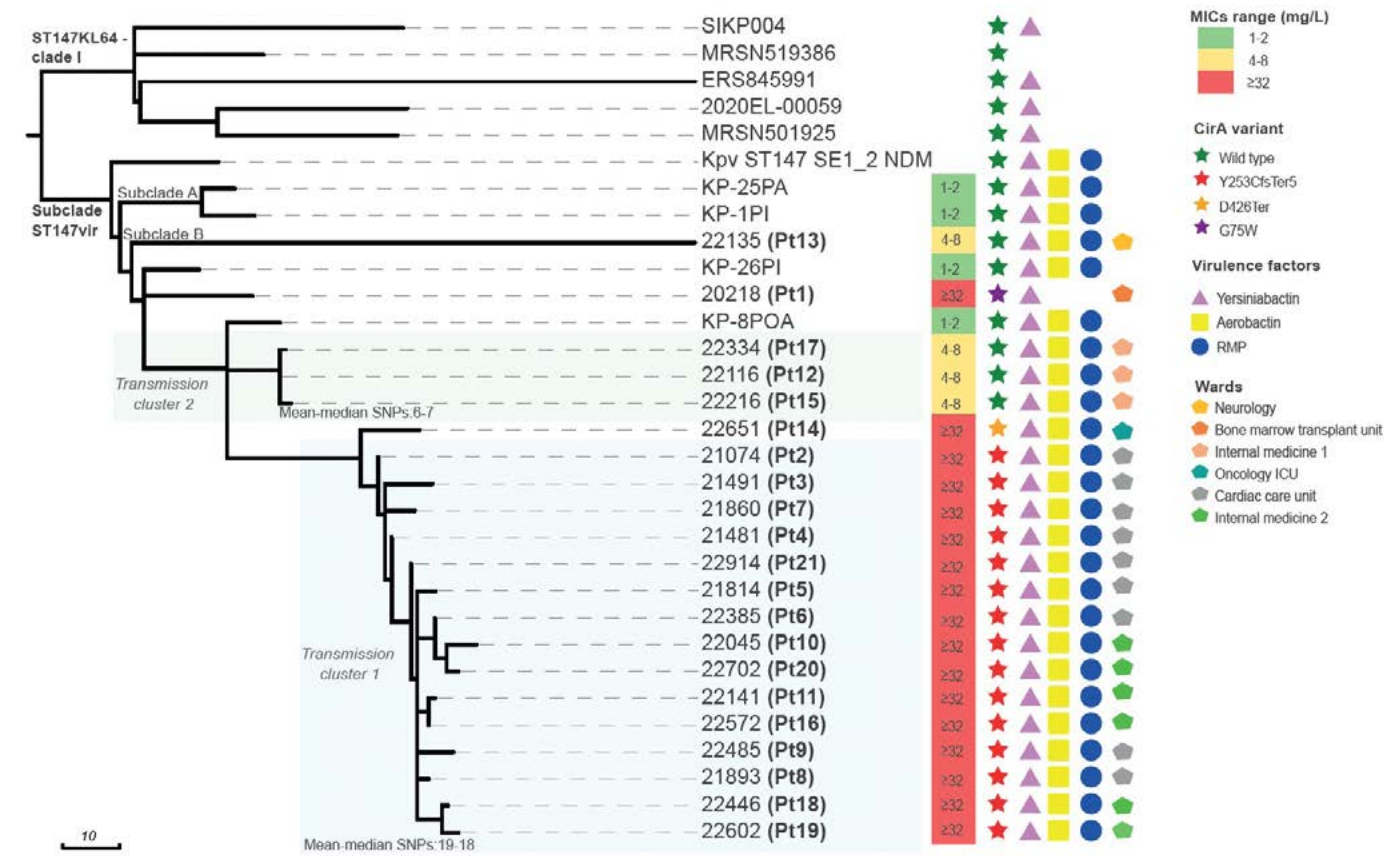 ST147KL64 -
clade I
Subclade
ST147vir
Subclade A
Subclade B
Transmission
cluster 2
Mean-median SNPs:6-7
Transmission
cluster 1
Mean-median SNPs:19-18
10
SIKP004
MRSN519386
ERS845991
2020EL-00059
MRSN501925
Kpv ST147 SE1_2 NDM
KP-25PA 1-2
KP-1PI 1-2
22135 (Pt13) 4-8
KP-26PI 1-2
20218 (Pt1) ≥32
KP-8POA 1-2
22334 (Pt17) 4-8
22116 (Pt12) 4-8
22216 (Pt15) 4-8
22651 (Pt14) ≥32
21074 (Pt2) ≥32
21491 (Pt3) ≥32
21860 (Pt7) ≥32
21481 (Pt4) ≥32
22914 (Pt21) ≥32
21814 (Pt5) ≥32
22385 (Pt6) ≥32
22045 (Pt10) ≥32
22702 (Pt20) ≥32
22141 (Pt11) ≥32
22572 (Pt16) ≥32
22485 (Pt9) ≥32
21893 (Pt8) ≥32
22446 (Pt18) ≥32
22602 (Pt19) ≥32
MICs range (mg/L)
1-2
4-8
≥32
CirA variant
Wild type
Y253CfsTer5
D426Ter
G75W
Virulence factors
Yersiniabactin
Aerobactin
RMP
Wards
Neurology
Bone marrow transplant unit
Internal medicine 1
Oncology ICU
Cardiac care unit
Internal medicine 2